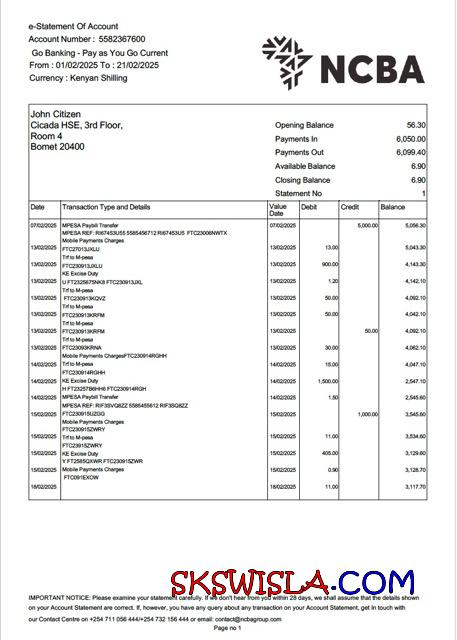 e-Statement Of Account
Account Number : 5582367600
Go Banking - Pay as You Go Current
From : 01/02/2025 To : 21/02/2025
Currency : Kenyan Shilling
NCBA
John Citizen
Cicada HSE, 3rd Floor,
Room 4
Bomet 20400
Opening Balance 56.30
Payments In 6,050.00
Payments Out 6,099.40
Available Balance 6.90
Closing Balance 6.90
Statement No 1
Date Transaction Type and Details Value Date Debit Credit Balance
07/02/2025 MPESA Paybill Transfer 07/02/2025 5,000.00 5,056.30
MPESA REF: RI67453U55 5585456712 RI67453U5 FTC23006NWTX
Mobile Payments Charges
13/02/2025 FTC27013JXLU 13/02/2025 13.00 5,043.30
Trf to M-pesa
13/02/2025 FTC230913JXLU 13/02/2025 900.00 4,143.30
KE Excise Duty
13/02/2025 U FT2325675NK8 FTC230913JXL 13/02/2025 1.20 4,142.10
Trf to M-pesa
13/02/2025 FTC230913KQVZ 13/02/2025 50.00 4,092.10
Trf to M-pesa
13/02/2025 FTC230913KRFM 13/02/2025 50.00 4,042.10
Trf to M-pesa
13/02/2025 FTC230913KRFM 13/02/2025 50.00 4,092.10
Trf to M-pesa
13/02/2025 FTC23093KRNA 13/02/2025 30.00 4,062.10
Mobile Payments ChargesFTC230914RGHH
14/02/2025 Trf to M-pesa 14/02/2025 15.00 4,047.10
FTC230914RGHH
14/02/2025 KE Excise Duty 14/02/2025 1,500.00 2,547.10
H FT23257B6HH6 FTC230914RGH
14/02/2025 MPESA Paybill Transfer 14/02/2025 1.50 2,545.60
MPESA REF: RIF3SVQ8ZZ 5565455612 RIF3SQ8ZZ
15/02/2025 FTC230915UZGG 15/02/2025 1,000.00 3,545.60
Mobile Payments Charges
FTC230915ZWRY
15/02/2025 Trf to M-pesa 15/02/2025 11.00 3,534.60
FTC23915ZWRY
15/02/2025 KE Excise Duty 15/02/2025 405.00 3,129.60
Y FT2585QXWR FTC230915ZWR
15/02/2025 Mobile Payments Charges 15/02/2025 0.90 3,128.70
FTC091EXOW
18/02/2025 18/02/2025 11.00 3,117.70
SKSWISLA.COM
IMPORTANT NOTICE: Please examine your statement carefully. If we don't hear from you within 28 days, we shall assume that the details shown
on your Account Statement are correct. If, however, you have any query about any transaction on your Account Statement, get In touch with
our Contact Centre on +254 711 056 444/+254 732 156 444 or email: contact@ncbagroup.com
Page no 1